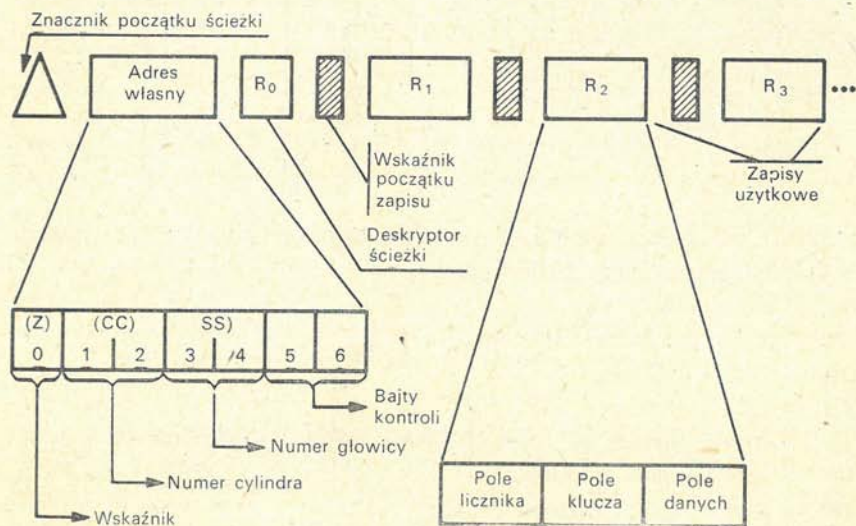 Znacznik początku ścieżki
Adres
własny
R0
R1
R2
R3
Wskaźnik
początku
zapisu
Zapisy
użytkowe
Deskryptor
ścieżki
(Z) (CC) SS)
0 1 2 3 4 5 6
Bajty
kontroli
Numer głowicy
Numer cylindra
Wskaźnik
Pole
licznika
Pole
klucza
Pole
danych